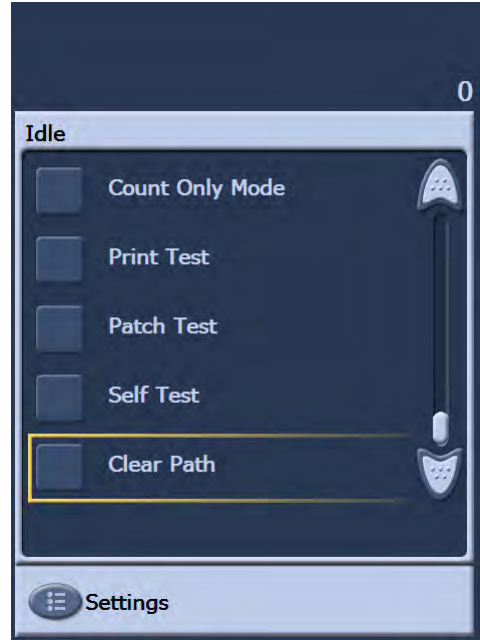 0
Idle
Count Only Mode
Print Test
Patch Test
Self Test
Clear Path
Settings